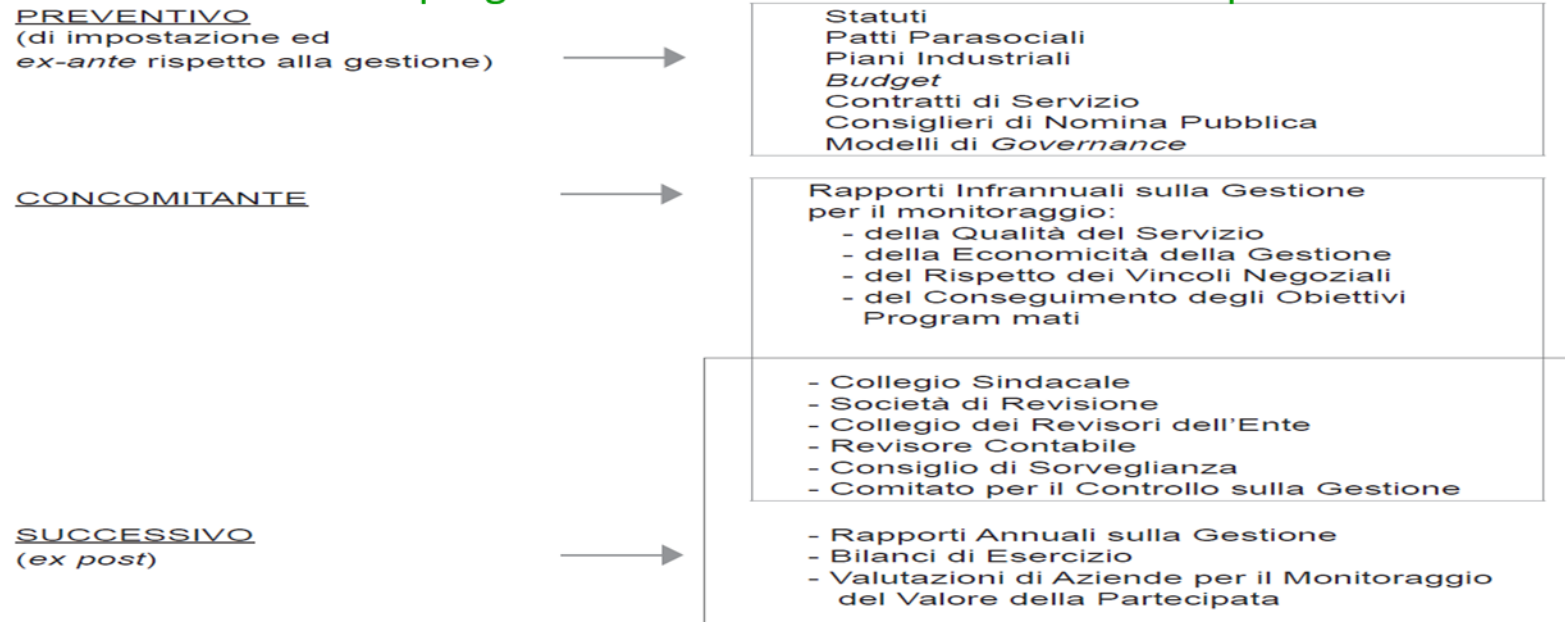 PREVENTIVO
(di impostazione ed
ex-ante rispetto alla gestione)
Statuti
Patti Parasociali
Piani Industriali
Budget
Contratti di Servizio
Consiglieri di Nomina Pubblica
Modelli di Governance
CONCOMITANTE
Rapporti Infrannuali sulla Gestione
per il monitoraggio:
- della Qualità del Servizio
- della Economicità della Gestione
- del Rispetto dei Vincoli Negoziali
- del Conseguimento degli Obiettivi
Program mati
- Collegio Sindacale
- Società di Revisione
- Collegio dei Revisori dell'Ente
- Revisore Contabile
- Consiglio di Sorveglianza
- Comitato per il Controllo sulla Gestione
SUCCESSIVO
(ex post)
- Rapporti Annuali sulla Gestione
- Bilanci di Esercizio
- Valutazioni di Aziende per il Monitoraggio
del Valore della Partecipata